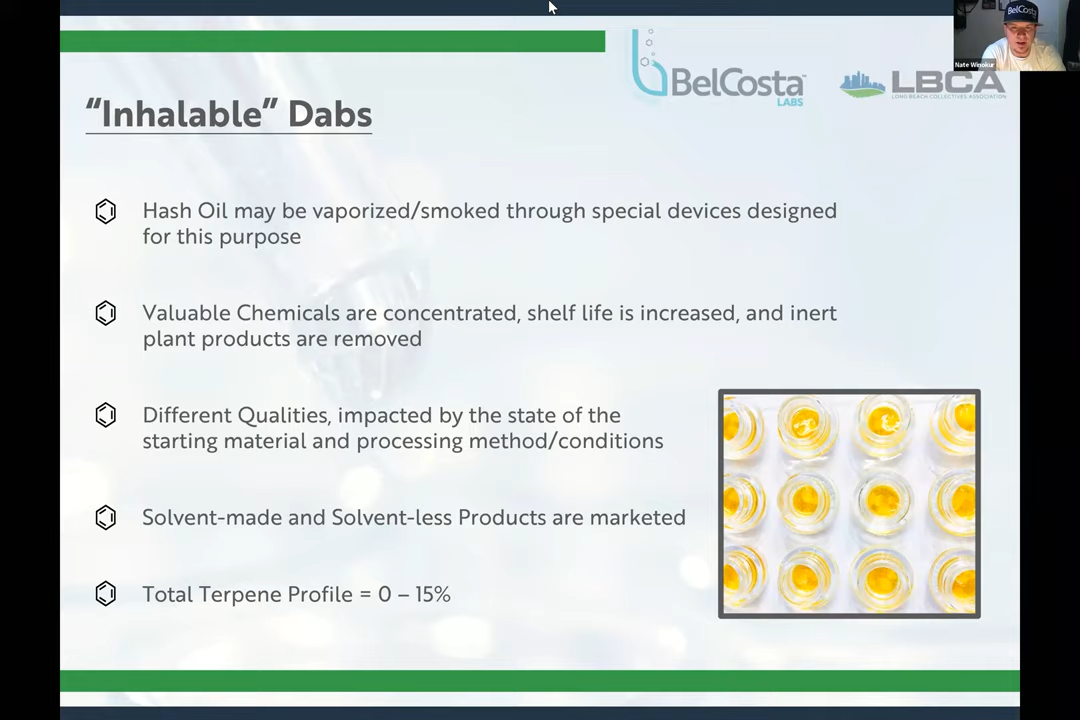 BelCosta
Nate Winokur
BelCosta™
LABS
LBCA
LONG BEACH COLLECTIVES ASSOCIATION
“Inhalable” Dabs
Hash Oil may be vaporized/smoked through special devices designed
for this purpose
Valuable Chemicals are concentrated, shelf life is increased, and inert
plant products are removed
Different Qualities, impacted by the state of the
starting material and processing method/conditions
Solvent-made and Solvent-less Products are marketed
Total Terpene Profile = 0 – 15%